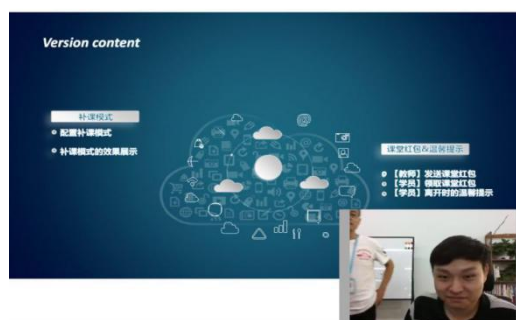 Version content
补课模式
配置补课模式
补课模式的效果展示
课堂红包&温馨提示
【教师】发送课堂红包
【学员】领取课堂红包
【学员】离开时的温馨提示